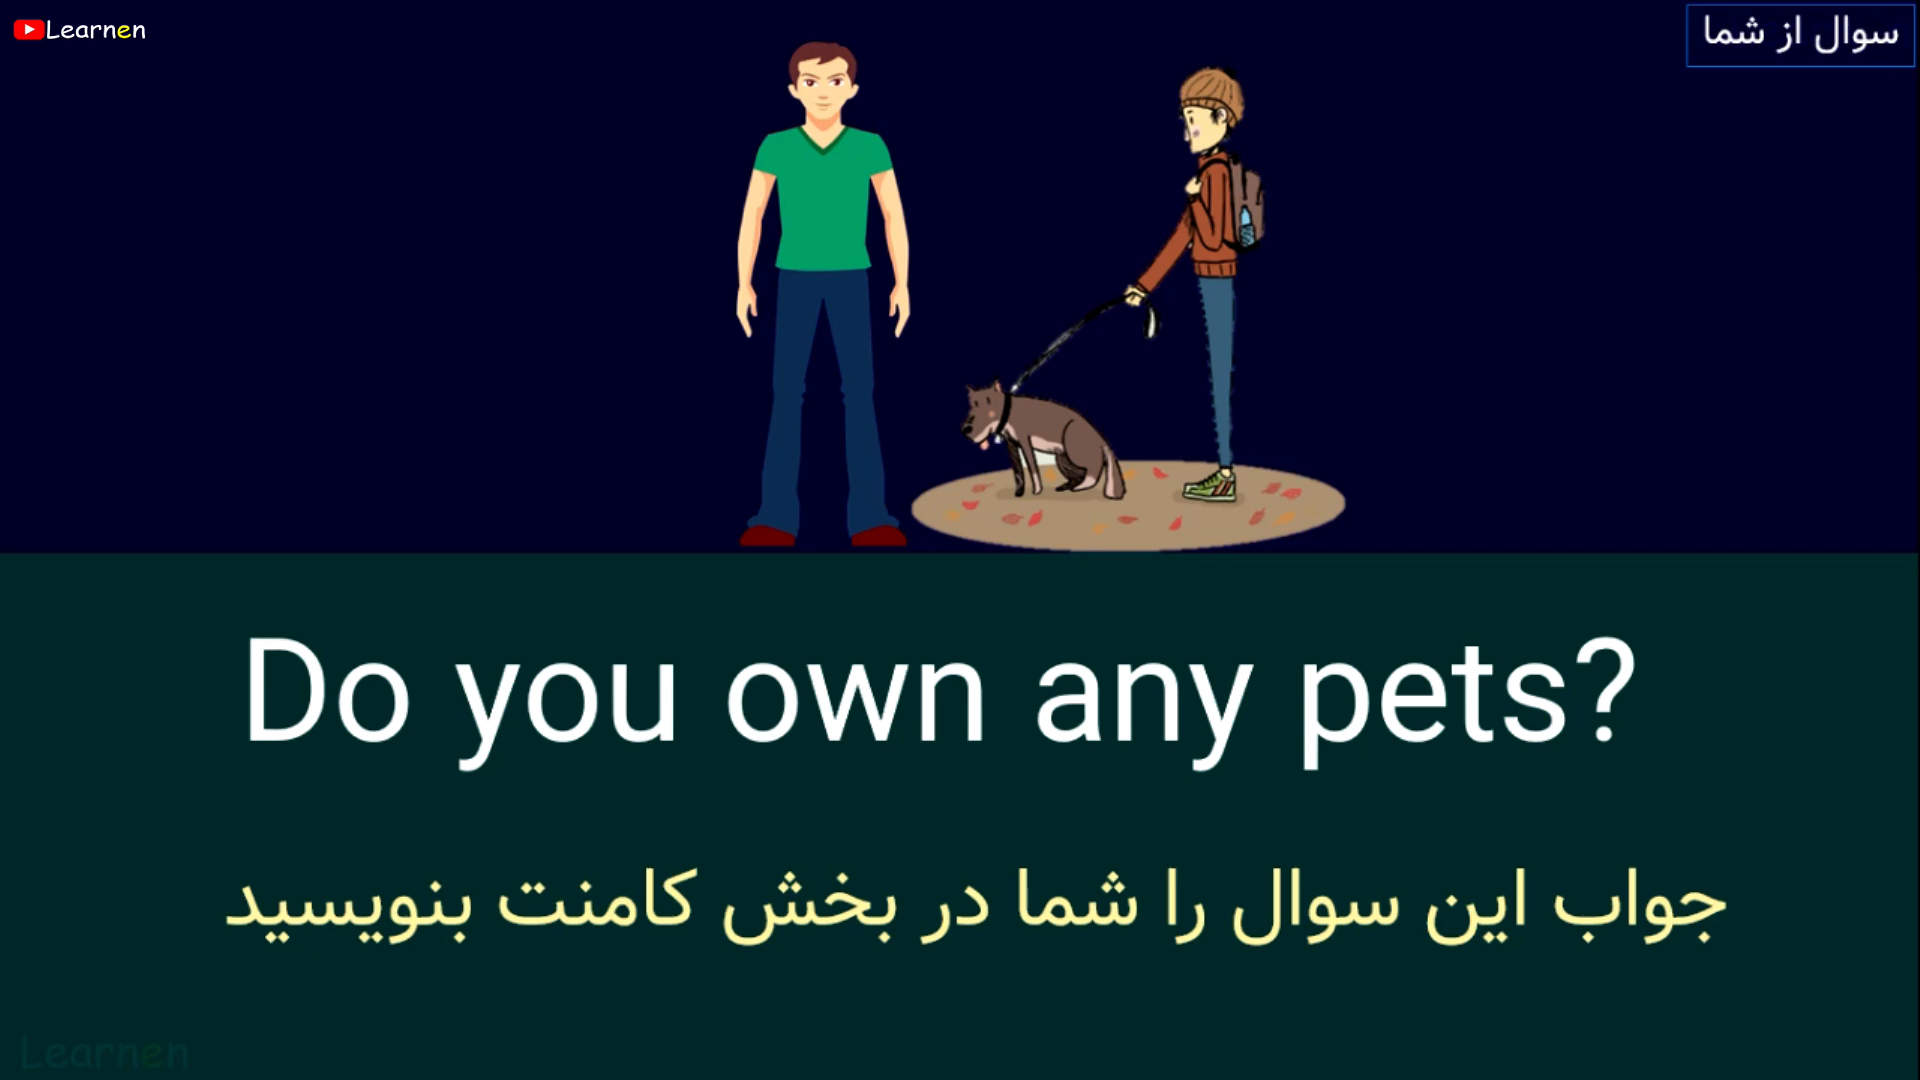 Learnen
سوال از شما
Do you own any pets?
جواب این سوال را شما در بخش کامنت بنویسید
Learnen